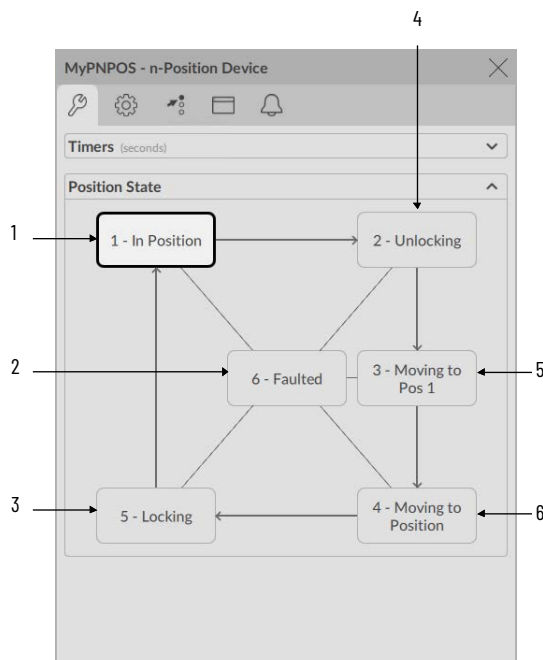 4
MyPNPOS - n-Position Device
Timers (seconds)
Position State
1
1 - In Position
2 - Unlocking
2
6 - Faulted
3 - Moving to
Pos 1
5
3
5 - Locking
4 - Moving to
Position
6